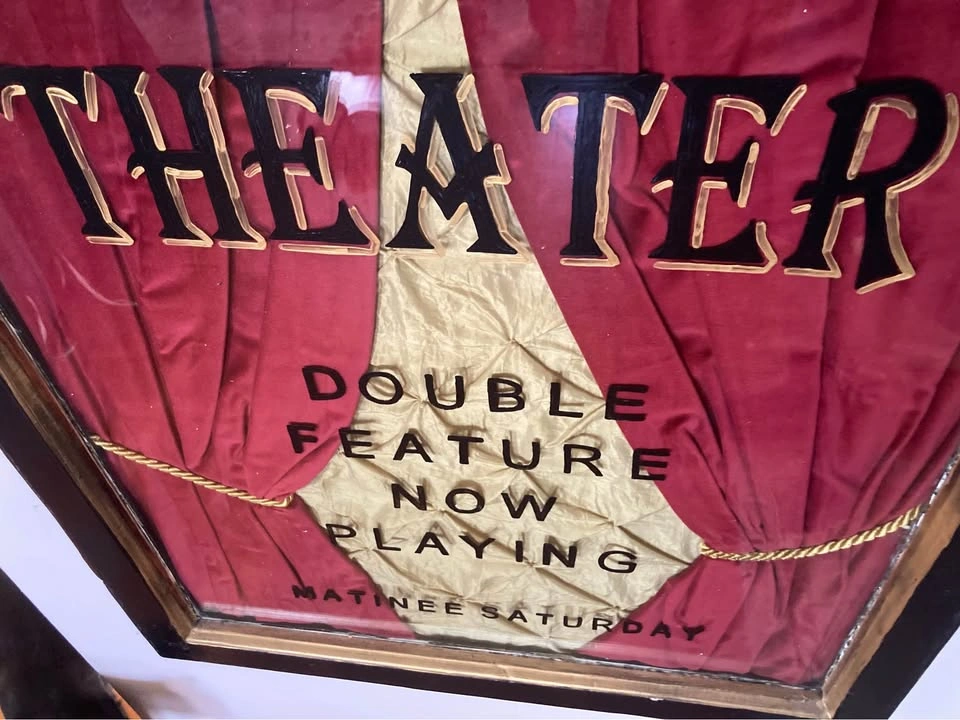 THEATER
DOUBLE
FEATURE
NOW
PLAYING
MATINEE SATURDAY